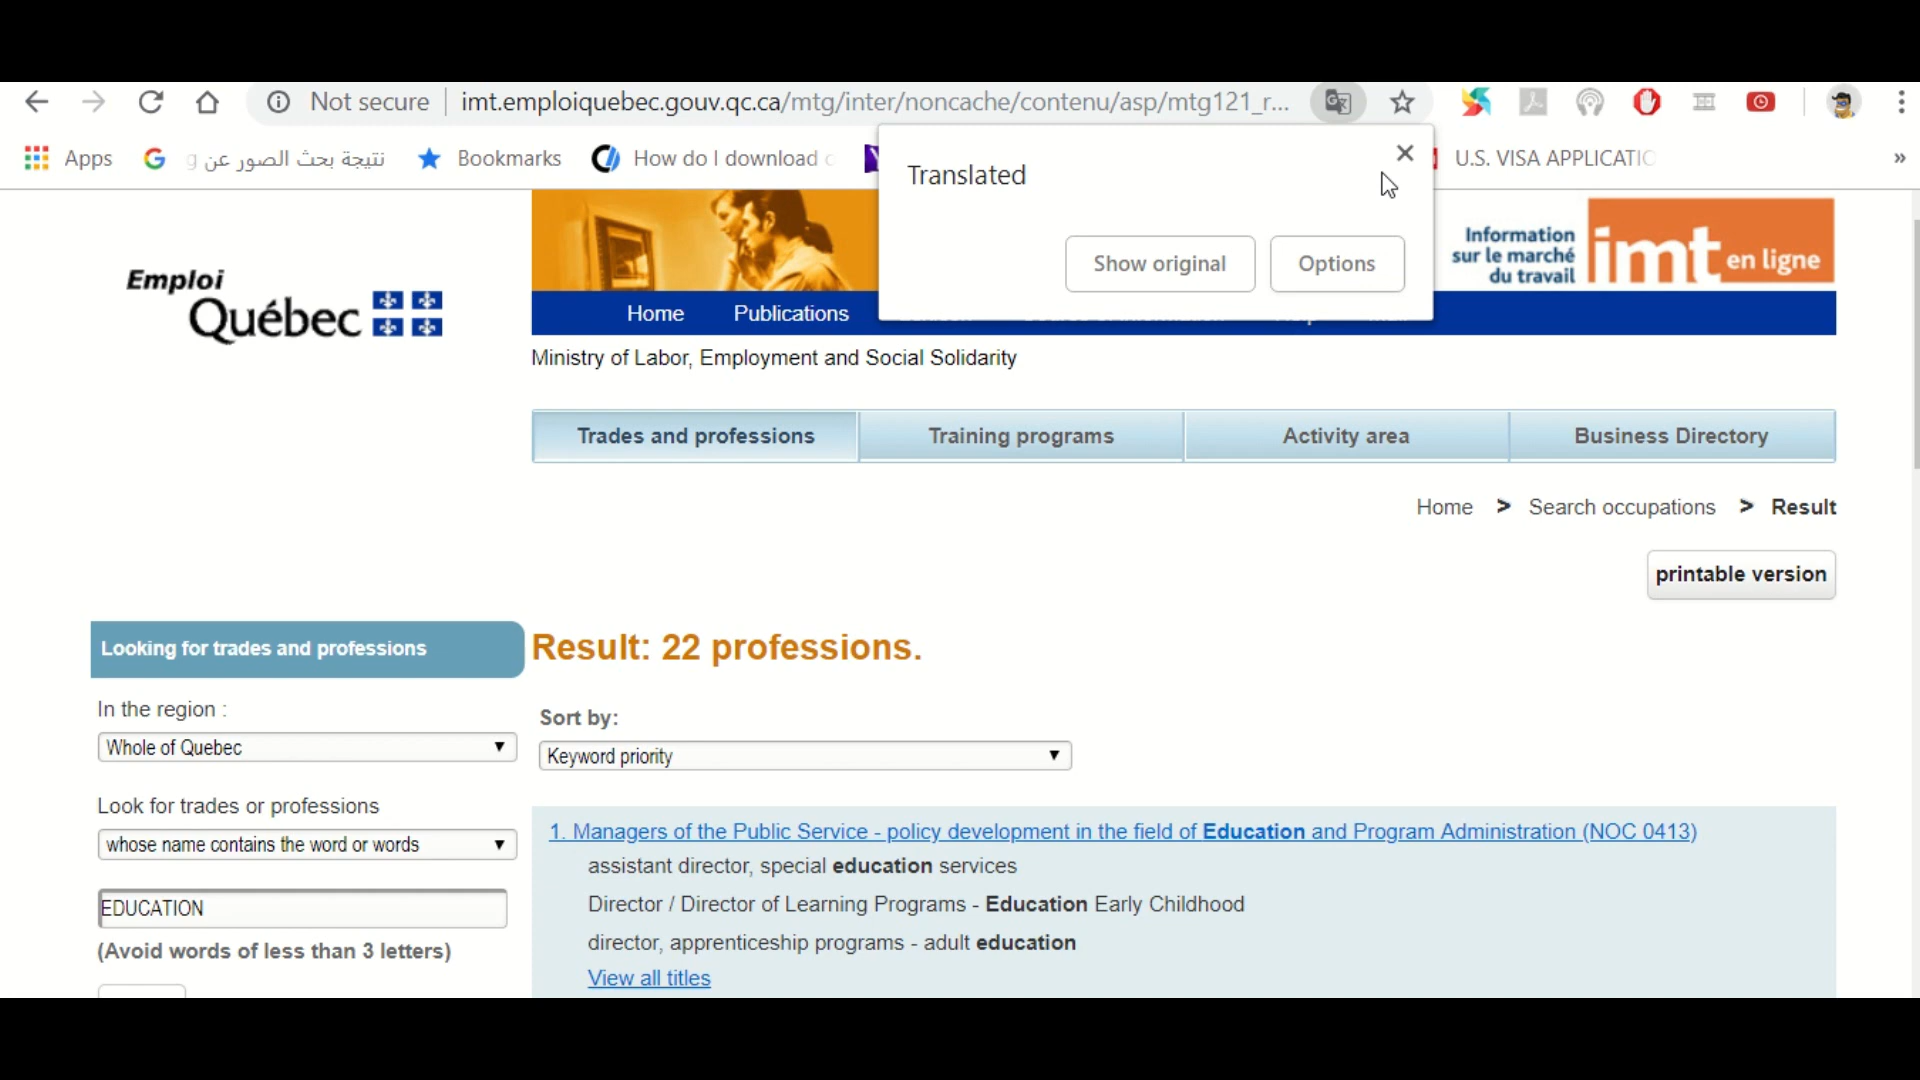 Not secure imt.emploiquebec.gouv.qc.ca/mtg/inter/noncache/contenu/asp/mtg121_r...
Apps
نتيجة بحث الصور عن g
Bookmarks
How do I download
U.S. VISA APPLICATIO
»
Translated
Show original
Options
Emploi
Québec
Information
sur le marché
du travail
imt en ligne
Home Publications
Ministry of Labor, Employment and Social Solidarity
Trades and professions Training programs Activity area Business Directory
Home > Search occupations > Result
printable version
Looking for trades and professions
Result: 22 professions.
In the region :
Whole of Quebec
Sort by:
Keyword priority
Look for trades or professions
whose name contains the word or words
EDUCATION
(Avoid words of less than 3 letters)
1. Managers of the Public Service - policy development in the field of Education and Program Administration (NOC 0413)
assistant director, special education services
Director / Director of Learning Programs - Education Early Childhood
director, apprenticeship programs - adult education
View all titles